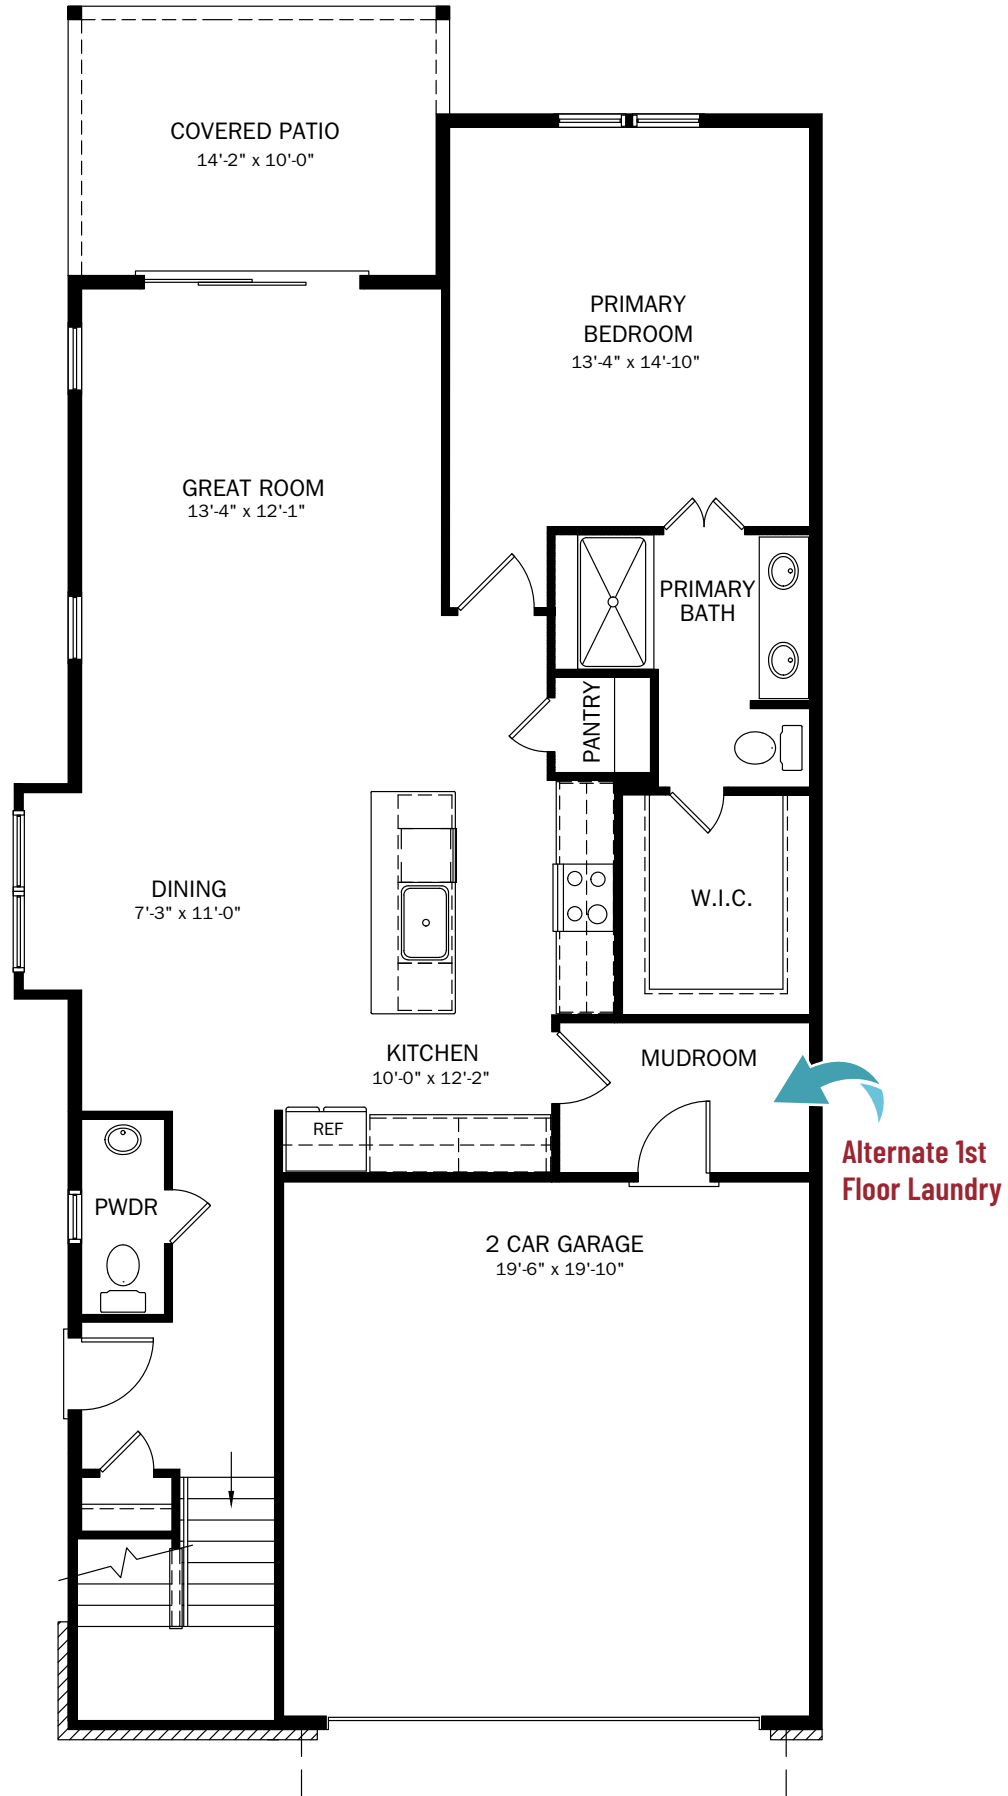 COVERED PATIO
14'-2" x 10'-0"
PRIMARY
BEDROOM
13'-4" x 14'-10"
GREAT ROOM
13'-4" x 12'-1"
PRIMARY
BATH
PANTRY
DINING
7'-3" x 11'-0"
W.I.C.
KITCHEN
10'-0" x 12'-2"
MUDROOM
REF
Alternate 1st
Floor Laundry
PWDR
2 CAR GARAGE
19'-6" x 19'-10"